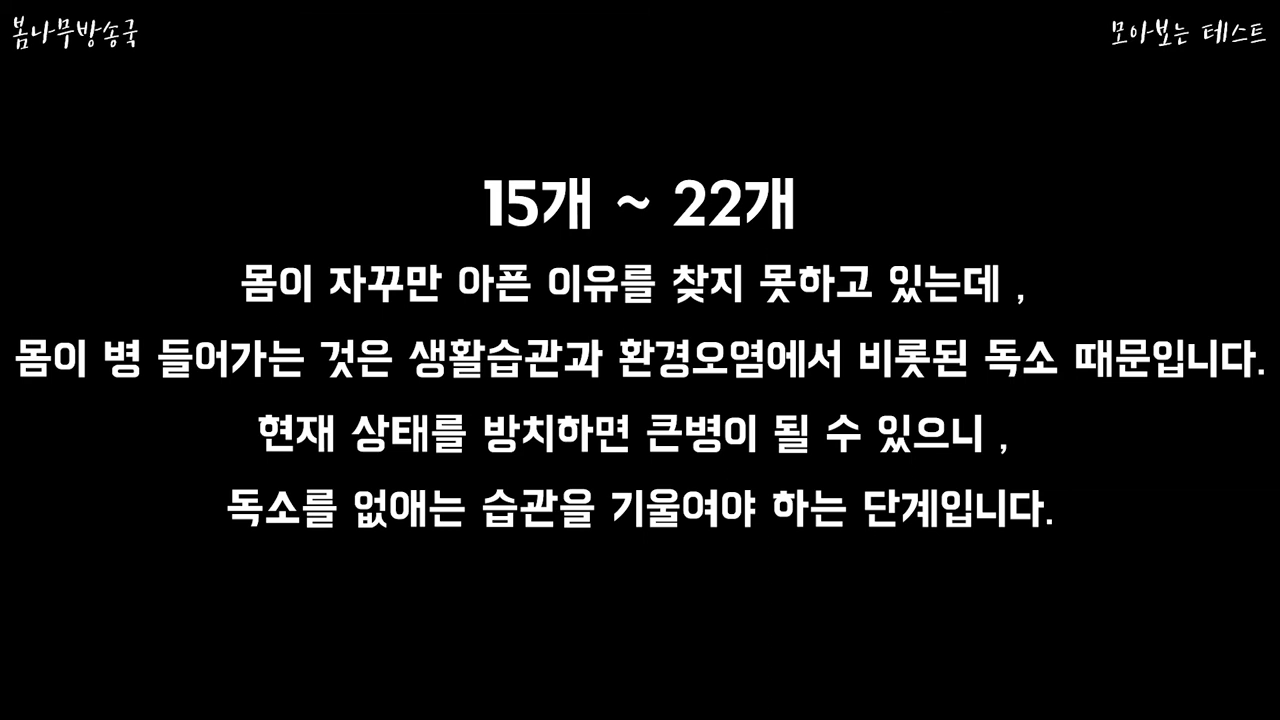 봄나무방송국
모아보는 테스트
15개 ~ 22개
몸이 자꾸만 아픈 이유를 찾지 못하고 있는데 ,
몸이 병 들어가는 것은 생활습관과 환경오염에서 비롯된 독소 때문입니다.
현재 상태를 방치하면 큰병이 될 수 있으니 ,
독소를 없애는 습관을 기울여야 하는 단계입니다.